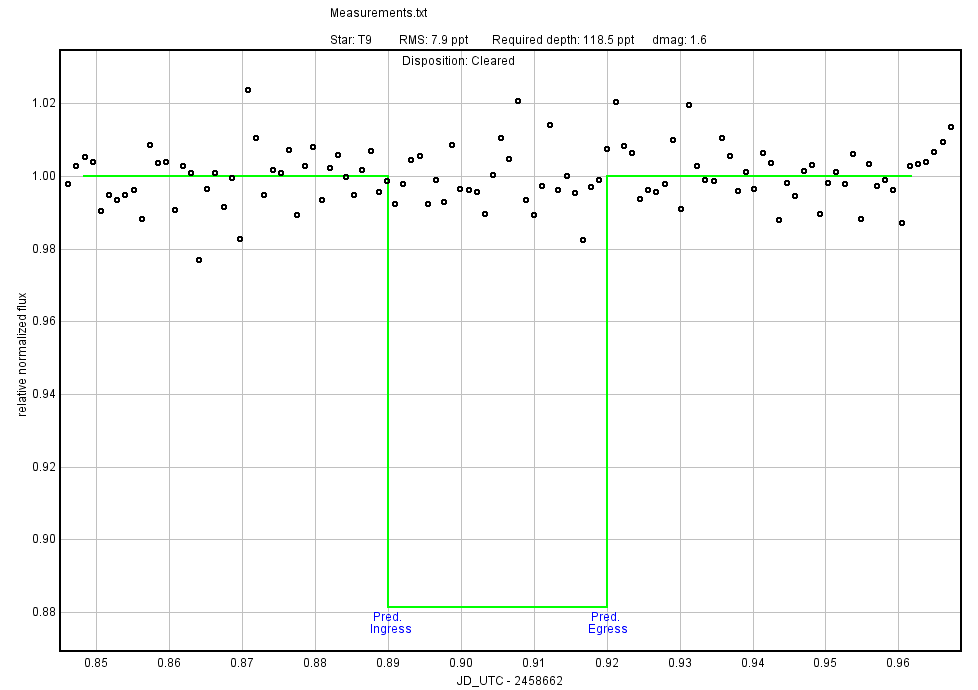 Measurements.txt
Star: T9 RMS: 7.9 ppt Required depth: 118.5 ppt dmag: 1.6
Disposition: Cleared
1.02
1.00
0.98
0.96
0.94
0.92
0.90
0.88
relative normalized flux
Pred.
Ingress
Pred.
Egress
0.85 0.86 0.87 0.88 0.89 0.90 0.91 0.92 0.93 0.94 0.95 0.96
JD_UTC - 2458662